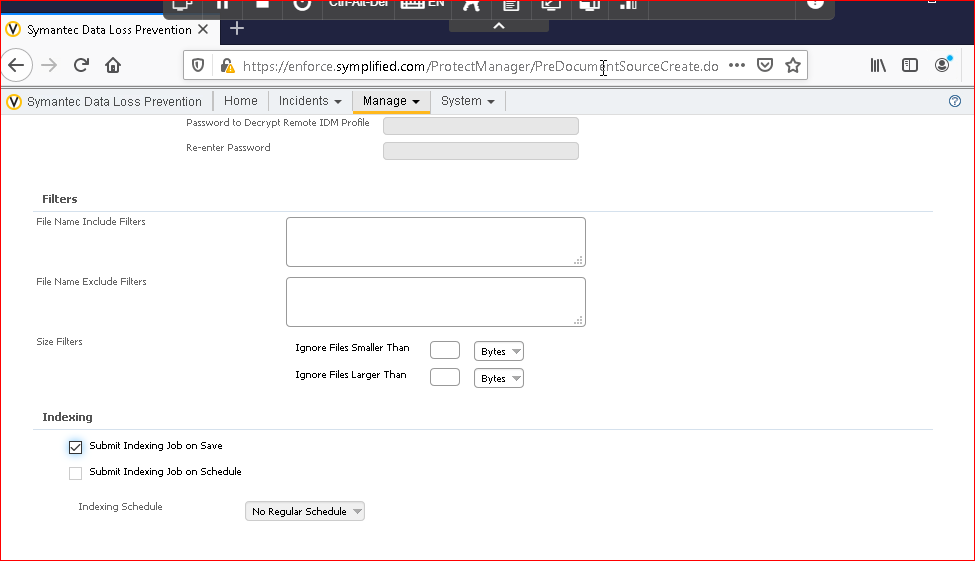 Ctrl-Alt-Del
EN
Symantec Data Loss Prevention
https://enforce.symplified.com/ProtectManager/PreDocumentSourceCreate.do
Symantec Data Loss Prevention Home Incidents Manage System
Password to Decrypt Remote IDM Profile
Re-enter Password
Filters
File Name Include Filters
File Name Exclude Filters
Size Filters
Ignore Files Smaller Than Bytes
Ignore Files Larger Than Bytes
Indexing
Submit Indexing Job on Save
Submit Indexing Job on Schedule
Indexing Schedule No Regular Schedule